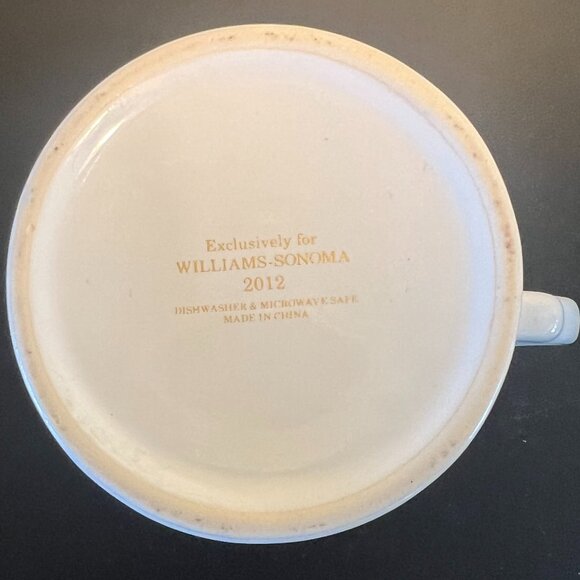 Exclusively for
WILLIAMS-SONOMA
2012
DISHWASHER & MICROWAVE SAFE
MADE IN CHINA